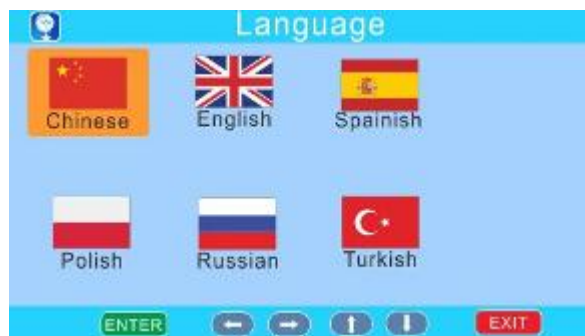 Language
Chinese English Spainish
Polish Russian Turkish
ENTER EXIT